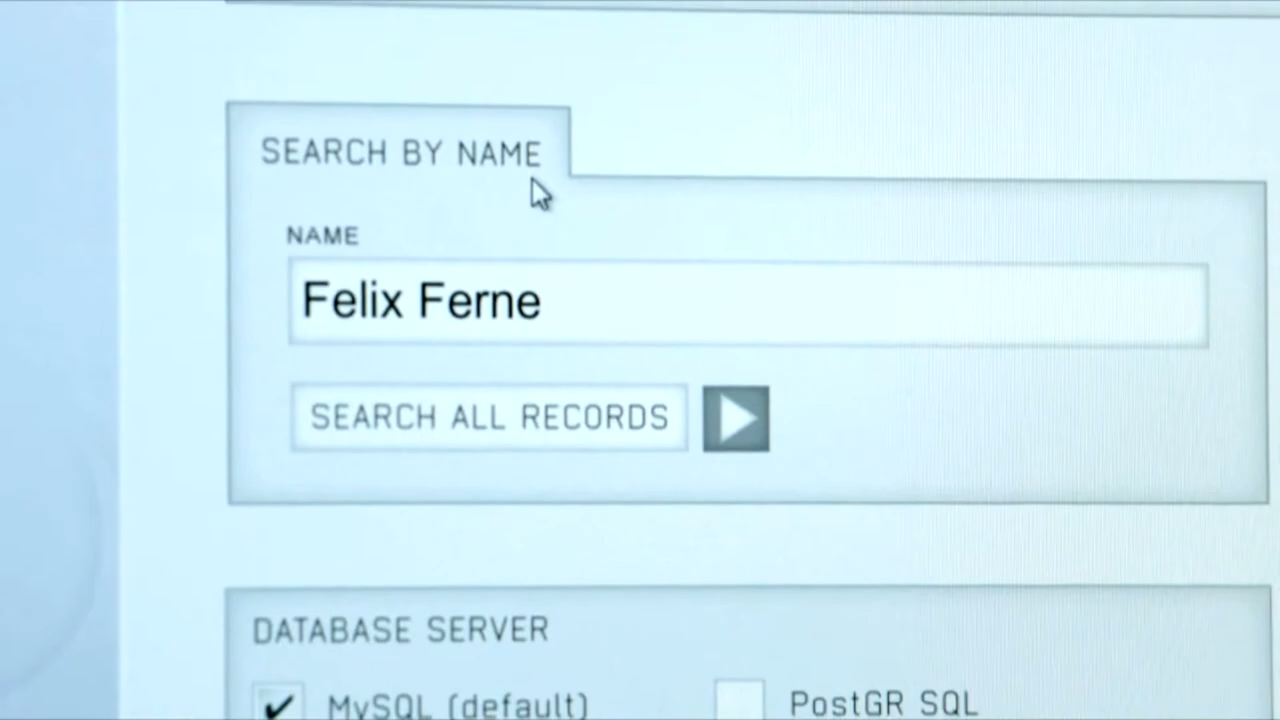 SEARCH BY NAME
NAME
Felix Ferne
SEARCH ALL RECORDS
DATABASE SERVER
MySQL (default) PostGR SQL